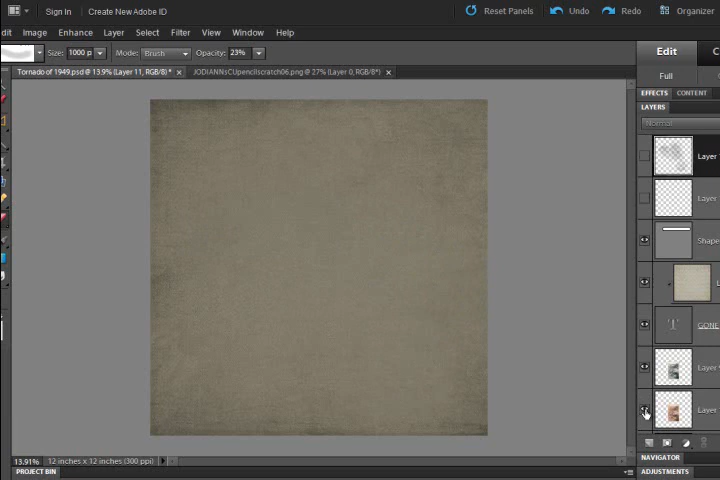 Sign In Create New Adobe ID Reset Panels Undo Redo Organizer
dit Image Enhance Layer Select Filter View Window Help
Size: 1000 p Mode: Brush Opacity: 23% Edit
Tornado of 1949.psd @ 13.9% (Layer 11, RGB/8) * × JODIANNsCUpencilscratch06.png @ 27% (Layer 0, RGB/8*) × Full
EFFECTS CONTENT
LAYERS
Normal
Layer
Layer
Shape
L
T GONE
Layer
Layer
13.91% 12 inches x 12 inches (300 ppi) NAVIGATOR
PROJECT BIN ADJUSTMENTS